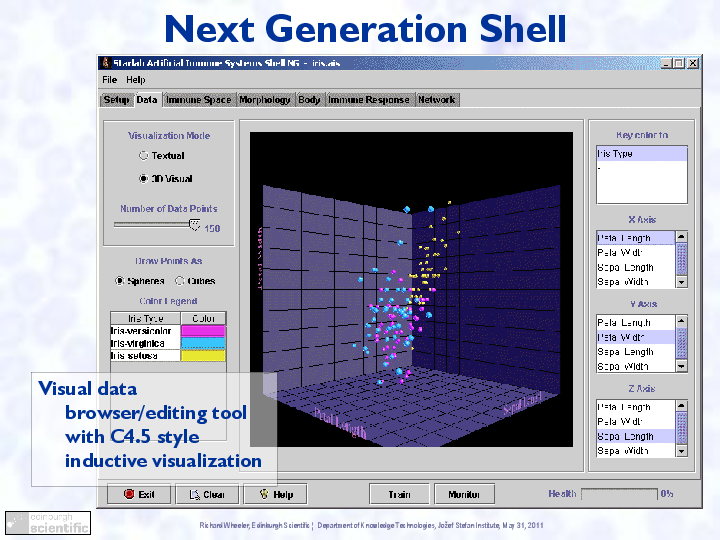 Next Generation Shell
Starlab Artificial Immune Systems Shell NG - iris.ais
File Help
Setup Data Immune Space Morphology Body Immune Response Network
Visualization Mode
Textual
3D Visual
Number of Data Points
150
Draw Points As
Spheres Cubes
Color Legend
Iris Type Color
Iris-versicolor
Iris-virginica
Iris-setosa
Petal Width
Petal Length
Key color to
Iris Type
-
X Axis
Petal Length
Petal Width
Sepal Length
Sepal Width
Y Axis
Petal Length
Petal Width
Sepal Length
Sepal Width
Z Axis
Petal Length
Petal Width
Sepal Length
Sepal Width
Visual data
browser/editing tool
with C4.5 style
inductive visualization
Exit Clear Help Train Monitor Health 0%
edinburgh
scientific
Richard Wheeler, Edinburgh Scientific ¦ Department of Knowledge Technologies, Jožef Stefan Institute, May 31, 2011